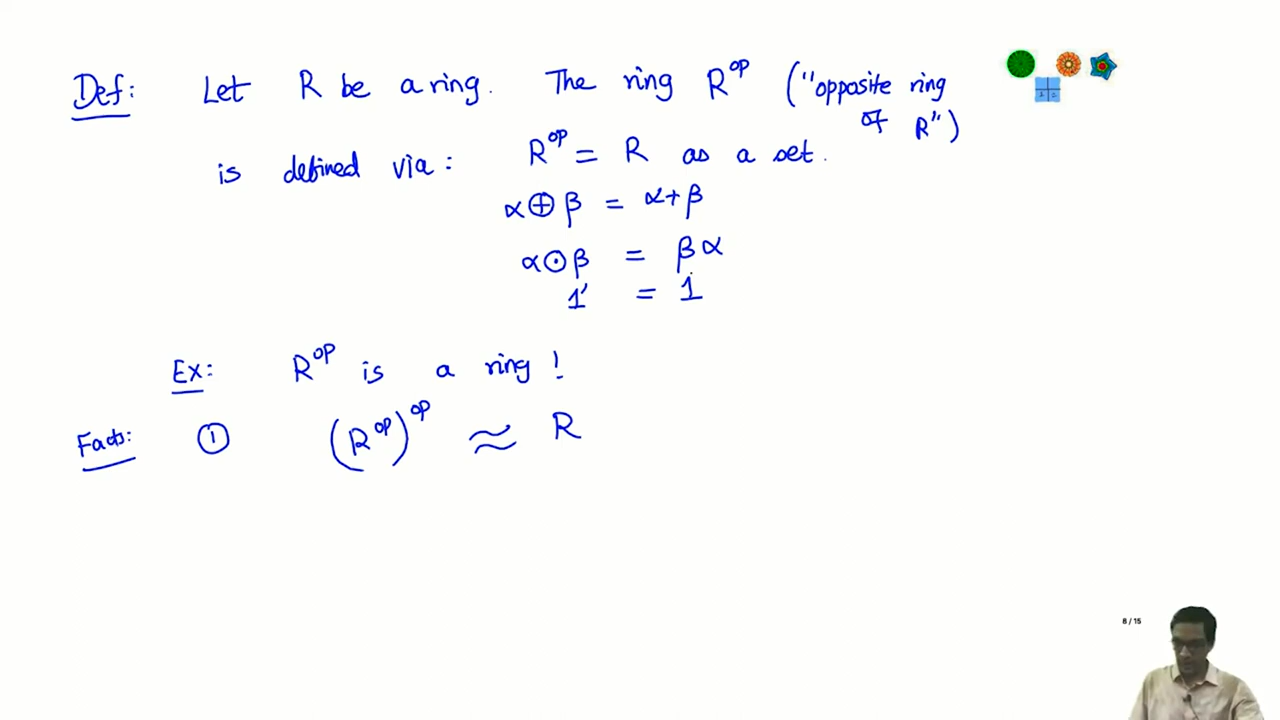 Def: Let R be a ring. The ring R^op ("opposite ring
of R")
is defined via: R^op = R as a set.
α ⊕ β = α + β
α ⊙ β = β α
1' = 1
Ex: R^op is a ring!
Facts: ① (R^op)^op ≈ R
8 / 15